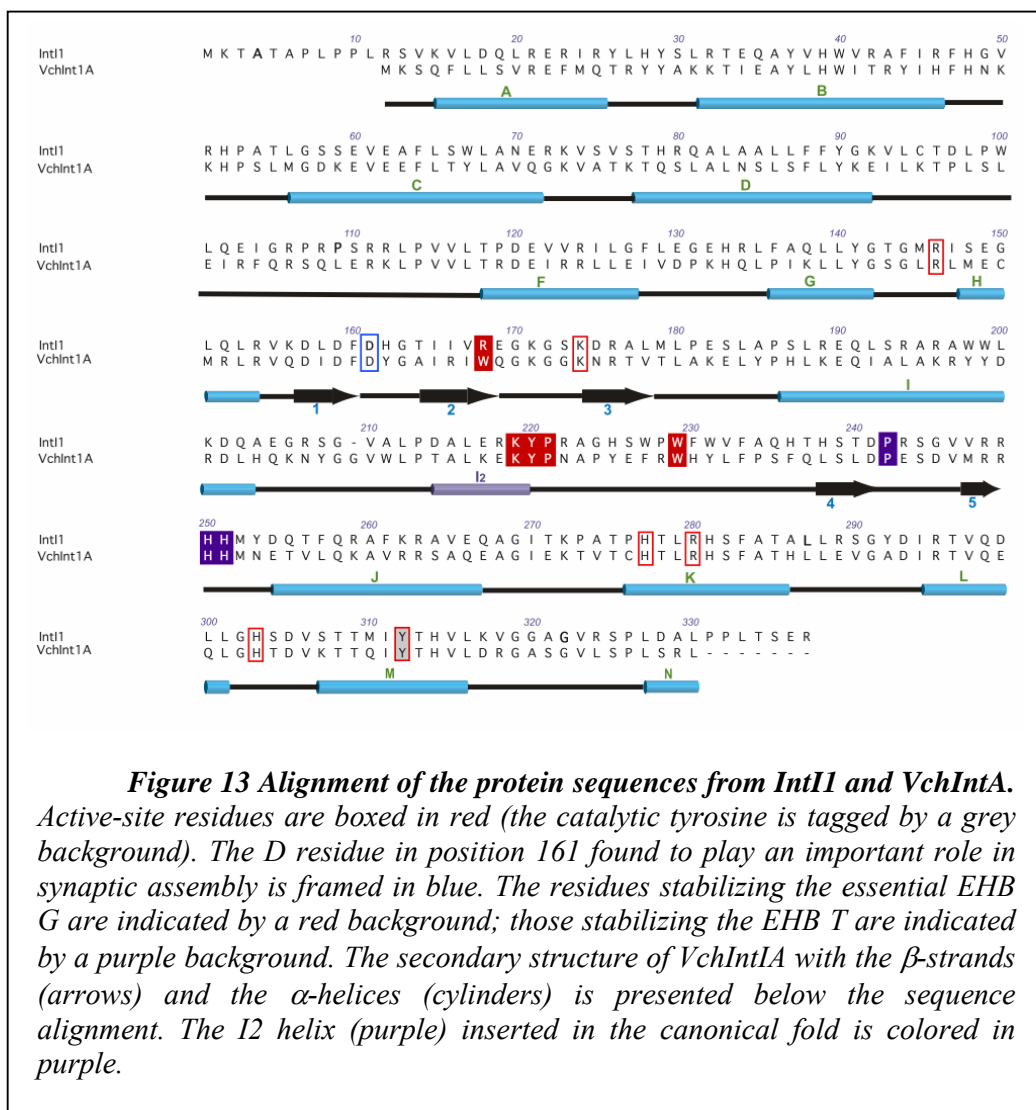 10 20 30 40 50
IntI1 M K T A T A P L P P L R S V K V L D Q L R E R I R Y L H Y S L R T E Q A Y V H W V R A F I R F H G V
VchInt1A M K S Q F L L S V R E F M Q T R Y Y A K K T I E A Y L H W I T R Y I H F H N K
A B
60 70 80 90 100
IntI1 R H P A T L G S S E V E A F L S W L A N E R K V S V S T H R Q A L A A L L F F Y G K V L C T D L P W
VchInt1A K H P S L M G D K E V E E F L T Y L A V Q G K V A T K T Q S L A L N S L S F L Y K E I L K T P L S L
C D
110 120 130 140 150
IntI1 L Q E I G R P R P S R R L P V V L T P D E V V R I L G F L E G E H R L F A Q L L Y G T G M R I S E G
VchInt1A E I R F Q R S Q L E R K L P V V L T R D E I R R L L E I V D P K H Q L P I K L L Y G S G L R L M E C
F G H
160 170 180 190 200
IntI1 L Q L R V K D L D F D H G T I I V R E G K G S K D R A L M L P E S L A P S L R E Q L S R A R A W W L
VchInt1A M R L R V Q D I D F D Y G A I R I W Q G K G G K N R T V T L A K E L Y P H L K E Q I A L A K R Y Y D
1 2 3 I
210 220 230 240
IntI1 K D Q A E G R S G - V A L P D A L E R K Y P R A G H S W P W F W V F A Q H T H S T D P R S G V V R R
VchInt1A R D L H Q K N Y G G V W L P T A L K E K Y P N A P Y E F R W H Y L F P S F Q L S L D P E S D V M R R
I2 4 5
250 260 270 280 290
IntI1 H H M Y D Q T F Q R A F K R A V E Q A G I T K P A T P H T L R H S F A T A L L R S G Y D I R T V Q D
VchInt1A H H M N E T V L Q K A V R R S A Q E A G I E K T V T C H T L R H S F A T H L L E V G A D I R T V Q E
J K L
300 310 320 330
IntI1 L L G H S D V S T T M I Y T H V L K V G G A G V R S P L D A L P P L T S E R
VchInt1A Q L G H T D V K T T Q I Y T H V L D R G A S G V L S P L S R L - - - - - - -
M N
Figure 13 Alignment of the protein sequences from IntI1 and VchIntA.
Active-site residues are boxed in red (the catalytic tyrosine is tagged by a grey
background). The D residue in position 161 found to play an important role in
synaptic assembly is framed in blue. The residues stabilizing the essential EHB
G are indicated by a red background; those stabilizing the EHB T are indicated
by a purple background. The secondary structure of VchIntIA with the β-strands
(arrows) and the α-helices (cylinders) is presented below the sequence
alignment. The I2 helix (purple) inserted in the canonical fold is colored in
purple.